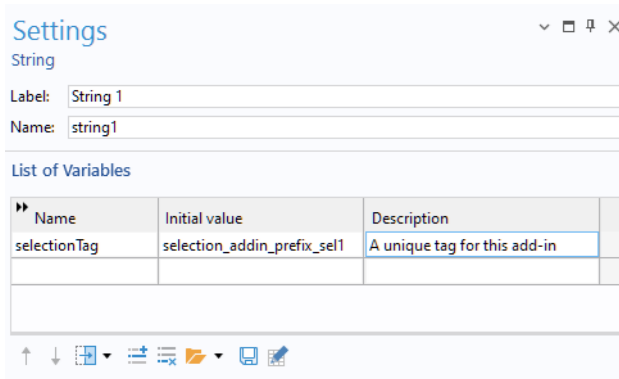 Settings
String
Label: String 1
Name: string1
List of Variables
Name Initial value Description
selectionTag selection_addin_prefix_sel1 A unique tag for this add-in